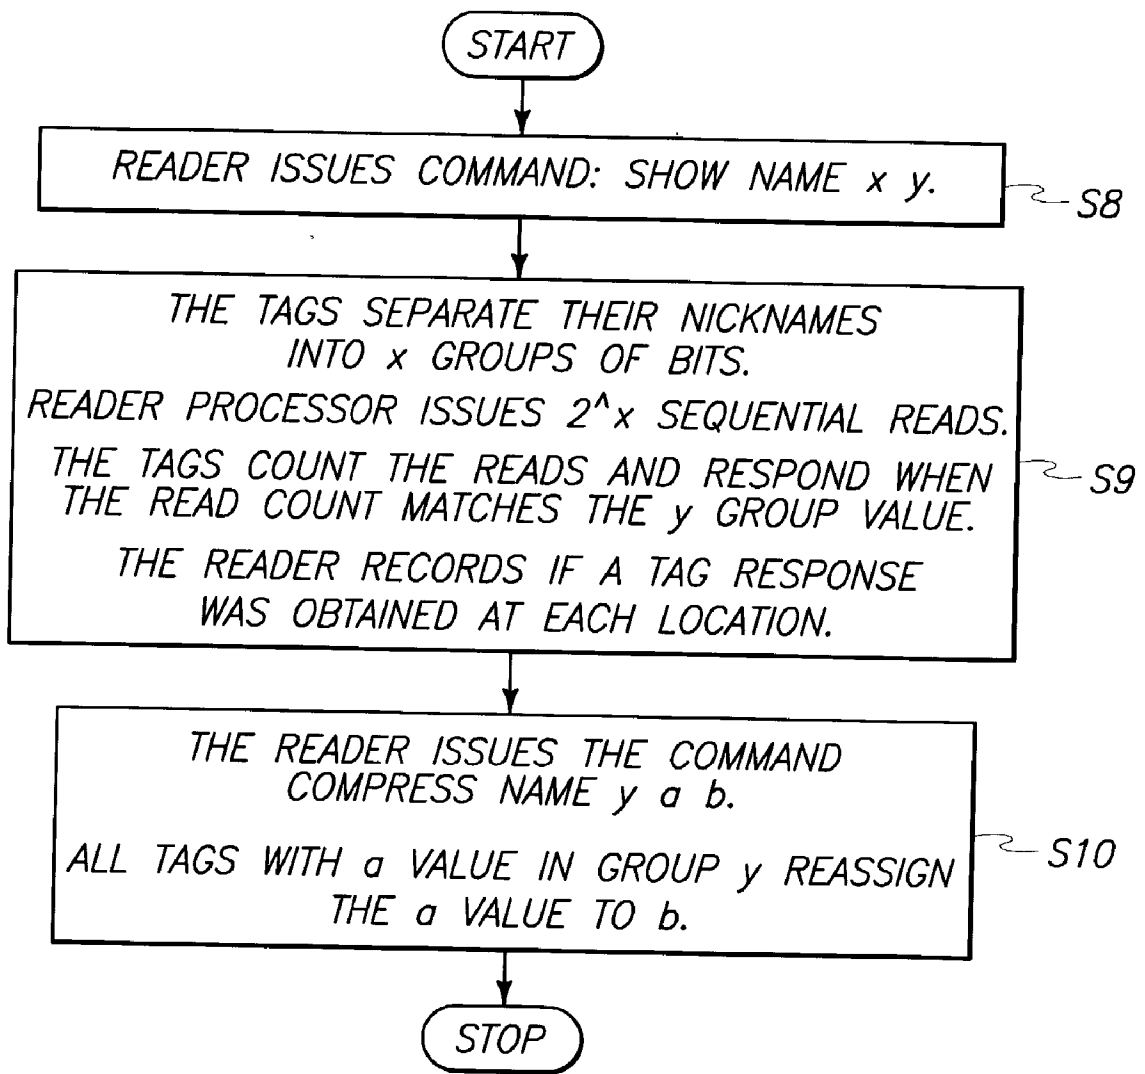 START
READER ISSUES COMMAND: SHOW NAME x y.
S8
THE TAGS SEPARATE THEIR NICKNAMES
INTO x GROUPS OF BITS.
READER PROCESSOR ISSUES 2^x SEQUENTIAL READS.
THE TAGS COUNT THE READS AND RESPOND WHEN
THE READ COUNT MATCHES THE y GROUP VALUE.
THE READER RECORDS IF A TAG RESPONSE
WAS OBTAINED AT EACH LOCATION.
S9
THE READER ISSUES THE COMMAND
COMPRESS NAME y a b.
ALL TAGS WITH a VALUE IN GROUP y REASSIGN
THE a VALUE TO b.
S10
STOP